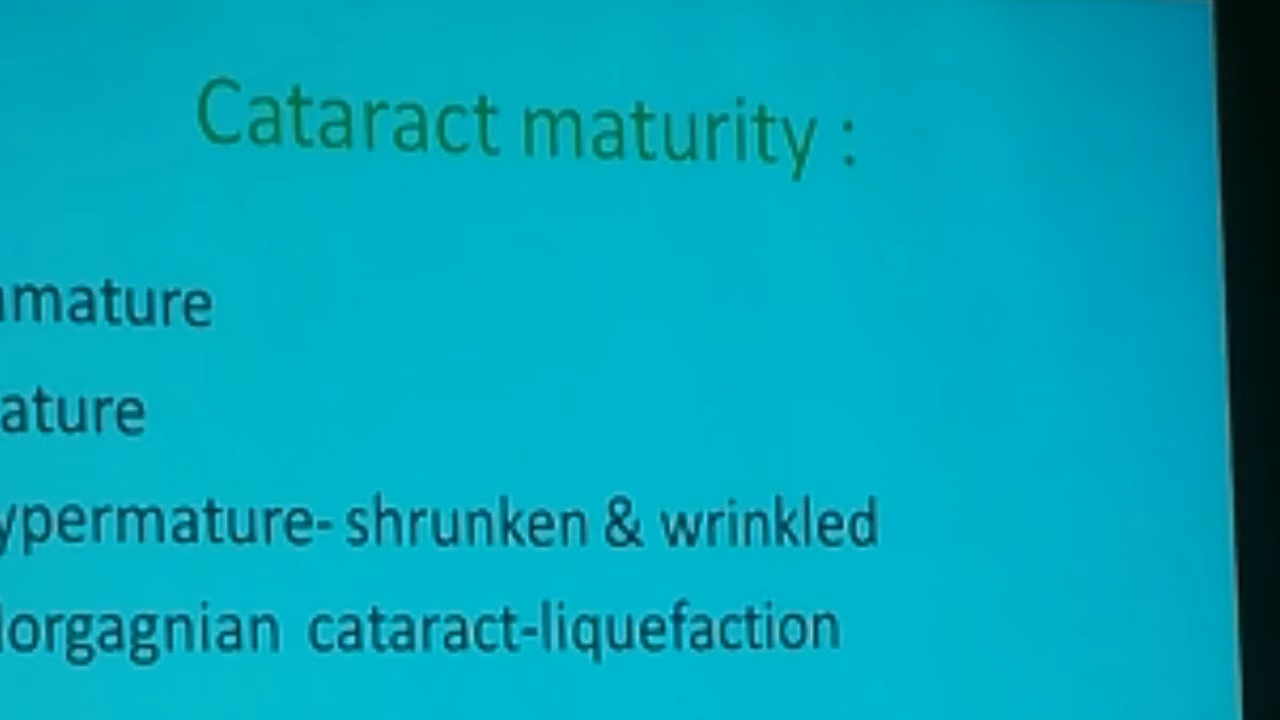 Cataract maturity :
mature
ature
ypermature- shrunken & wrinkled
orgagnian cataract-liquefaction